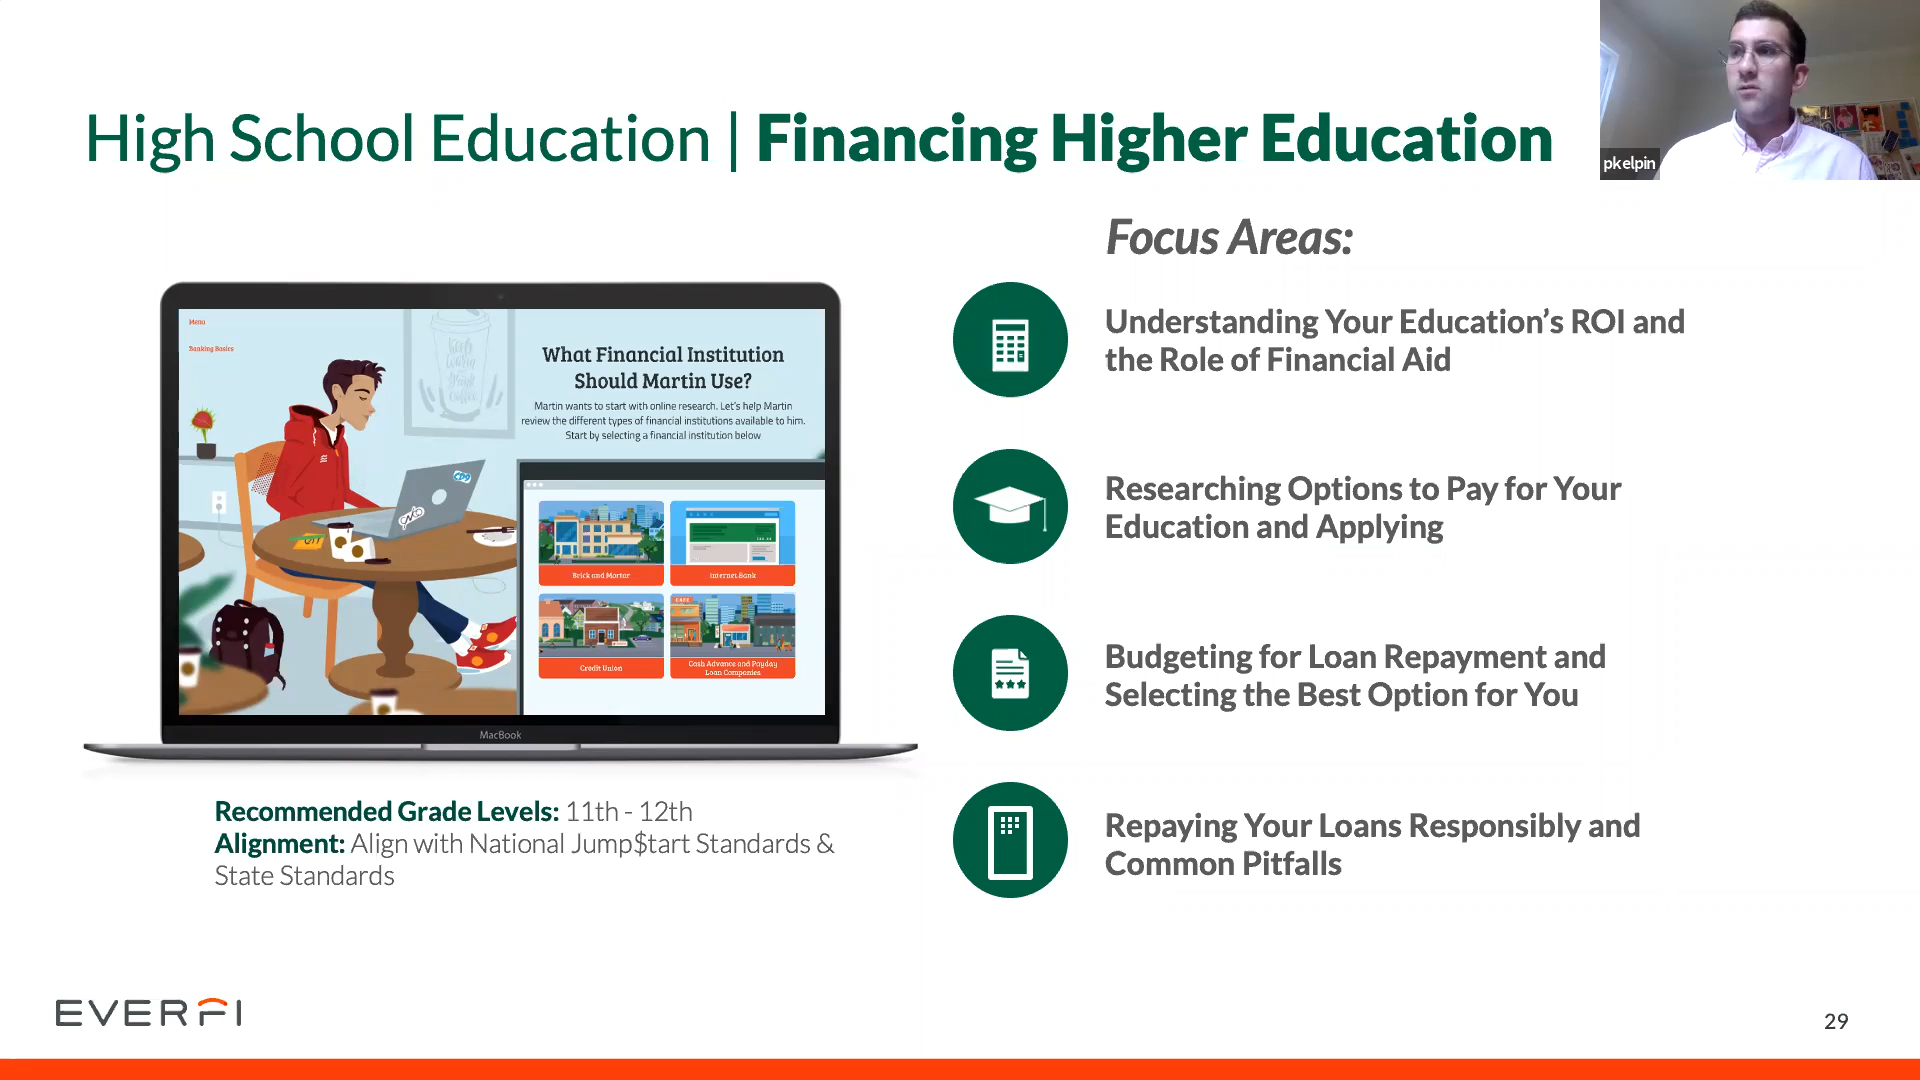 High School Education | Financing Higher Education
pkelpin
Focus Areas:
Menu
Banking Basics
What Financial Institution
Should Martin Use?
Martin wants to start with online research. Let's help Martin
review the different types of financial institutions available to him.
Start by selecting a financial institution below
Brick and Mortar
Internet Bank
Credit Union
Cash Advance and Payday
Loan Companies
MacBook
Understanding Your Education's ROI and
the Role of Financial Aid
Researching Options to Pay for Your
Education and Applying
Budgeting for Loan Repayment and
Selecting the Best Option for You
Repaying Your Loans Responsibly and
Common Pitfalls
Recommended Grade Levels: 11th - 12th
Alignment: Align with National Jump$tart Standards &
State Standards
EVERFI
29